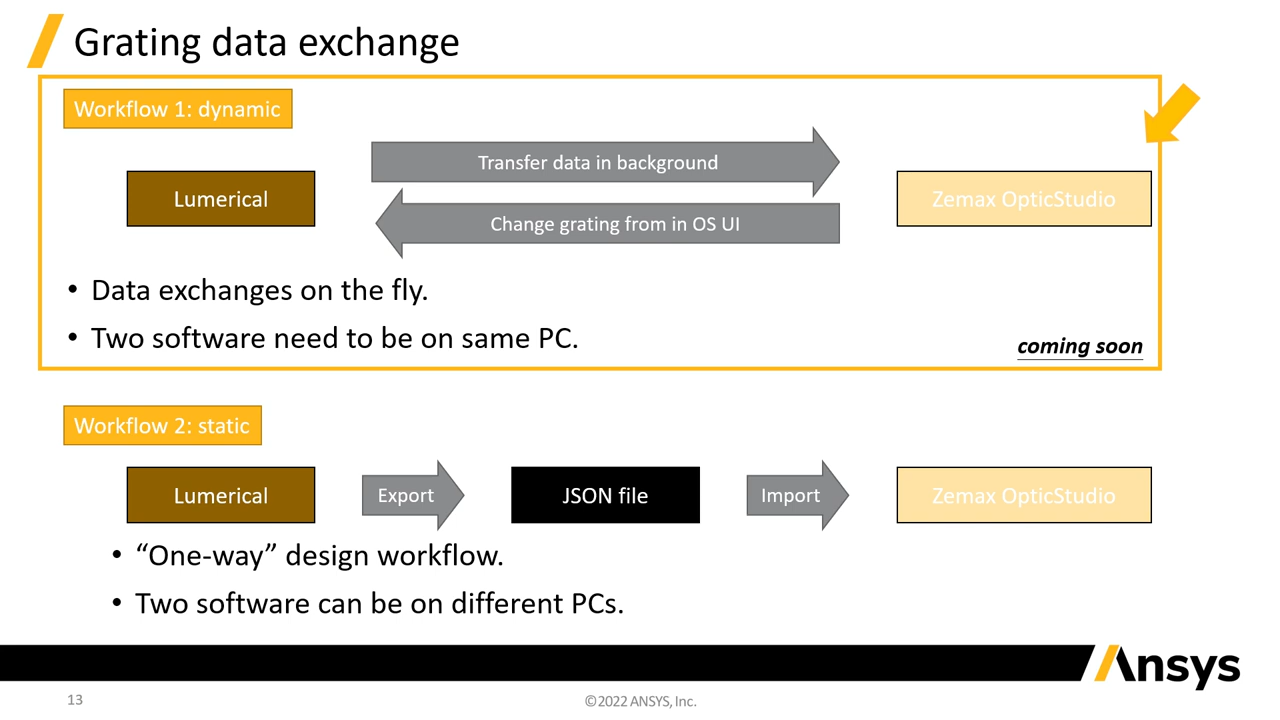 Grating data exchange
Workflow 1: dynamic
Transfer data in background
Lumerical
Zemax OpticStudio
Change grating from in OS UI
• Data exchanges on the fly.
• Two software need to be on same PC.
coming soon
Workflow 2: static
Lumerical
Export
JSON file
Import
Zemax OpticStudio
• “One-way” design workflow.
• Two software can be on different PCs.
Ansys
13
©2022 ANSYS, Inc.